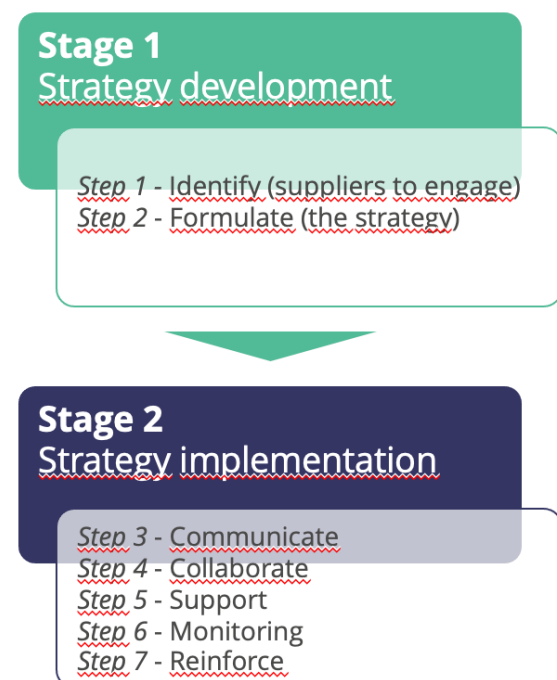 Stage 1
Strategy development
Step 1 - Identify (suppliers to engage)
Step 2 - Formulate (the strategy)
Stage 2
Strategy implementation
Step 3 - Communicate
Step 4 - Collaborate
Step 5 - Support
Step 6 - Monitoring
Step 7 - Reinforce